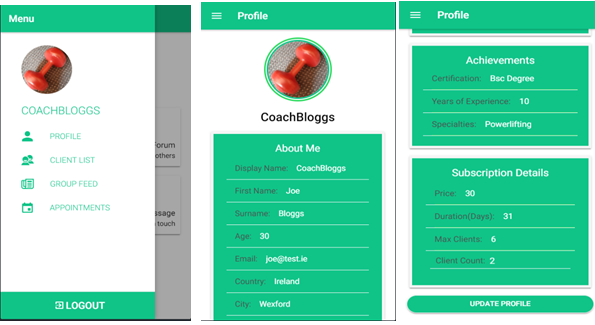 Menu
COACHBLOGGS
PROFILE
CLIENT LIST
GROUP FEED
APPOINTMENTS
LOGOUT
orum
others
ssage
touch
Profile
CoachBloggs
About Me
Display Name: CoachBloggs
First Name: Joe
Surname: Bloggs
Age: 30
Email: joe@test.ie
Country: Ireland
City: Wexford
Profile
Achievements
Certification: Bsc Degree
Years of Experience: 10
Specialties: Powerlifting
Subscription Details
Price: 30
Duration(Days): 31
Max Clients: 6
Client Count: 2
UPDATE PROFILE